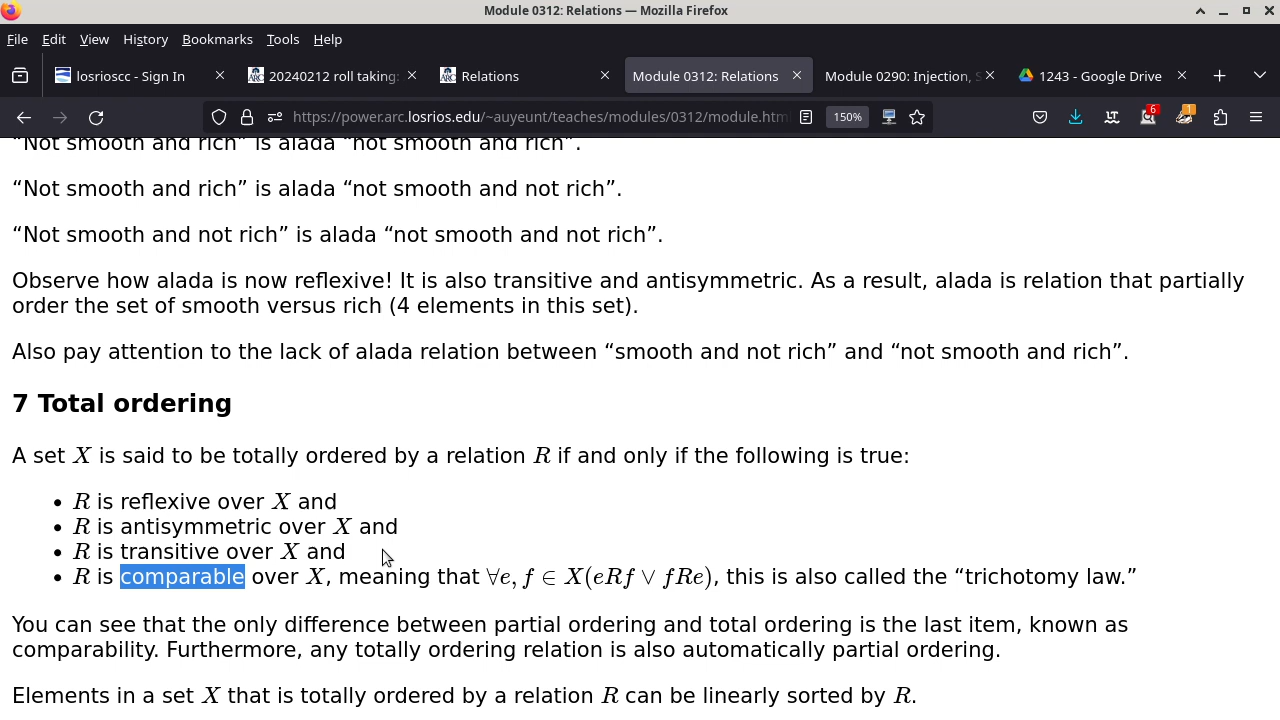 Module 0312: Relations — Mozilla Firefox
File Edit View History Bookmarks Tools Help
losrioscc - Sign In
20240212 roll taking:
Relations
Module 0312: Relations
Module 0290: Injection, S
1243 - Google Drive
https://power.arc.losrios.edu/~auyeunt/teaches/modules/0312/module.htm
150%
6
1
“Not smooth and rich” is alada “not smooth and rich”.
“Not smooth and rich” is alada “not smooth and not rich”.
“Not smooth and not rich” is alada “not smooth and not rich”.
Observe how alada is now reflexive! It is also transitive and antisymmetric. As a result, alada is relation that partially
order the set of smooth versus rich (4 elements in this set).
Also pay attention to the lack of alada relation between “smooth and not rich” and “not smooth and rich”.
7 Total ordering
A set X is said to be totally ordered by a relation R if and only if the following is true:
• R is reflexive over X and
• R is antisymmetric over X and
• R is transitive over X and
• R is comparable over X, meaning that ∀e, f ∈ X(eRf ∨ fRe), this is also called the “trichotomy law.”
You can see that the only difference between partial ordering and total ordering is the last item, known as
comparability. Furthermore, any totally ordering relation is also automatically partial ordering.
Elements in a set X that is totally ordered by a relation R can be linearly sorted by R.